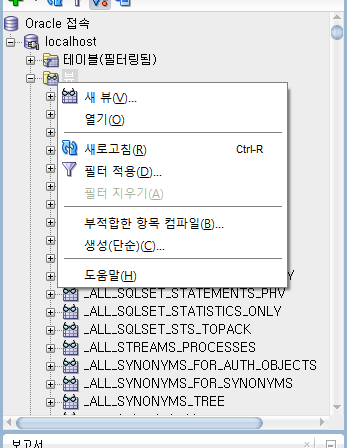 Oracle 접속
localhost
테이블(필터링됨)
뷰
새 뷰(V)...
열기(O)
새로고침(R) Ctrl-R
필터 적용(D)...
필터 지우기(A)
부적합한 항목 컴파일(B)...
생성(단순)(C)...
도움말(H)
_ALL_SQLSET_STATEMENTS_PHV
_ALL_SQLSET_STATISTICS_ONLY
_ALL_SQLSET_STS_TOPACK
_ALL_STREAMS_PROCESSES
_ALL_SYNONYMS_FOR_AUTH_OBJECTS
_ALL_SYNONYMS_FOR_SYNONYMS
_ALL_SYNONYMS_TREE
보고서